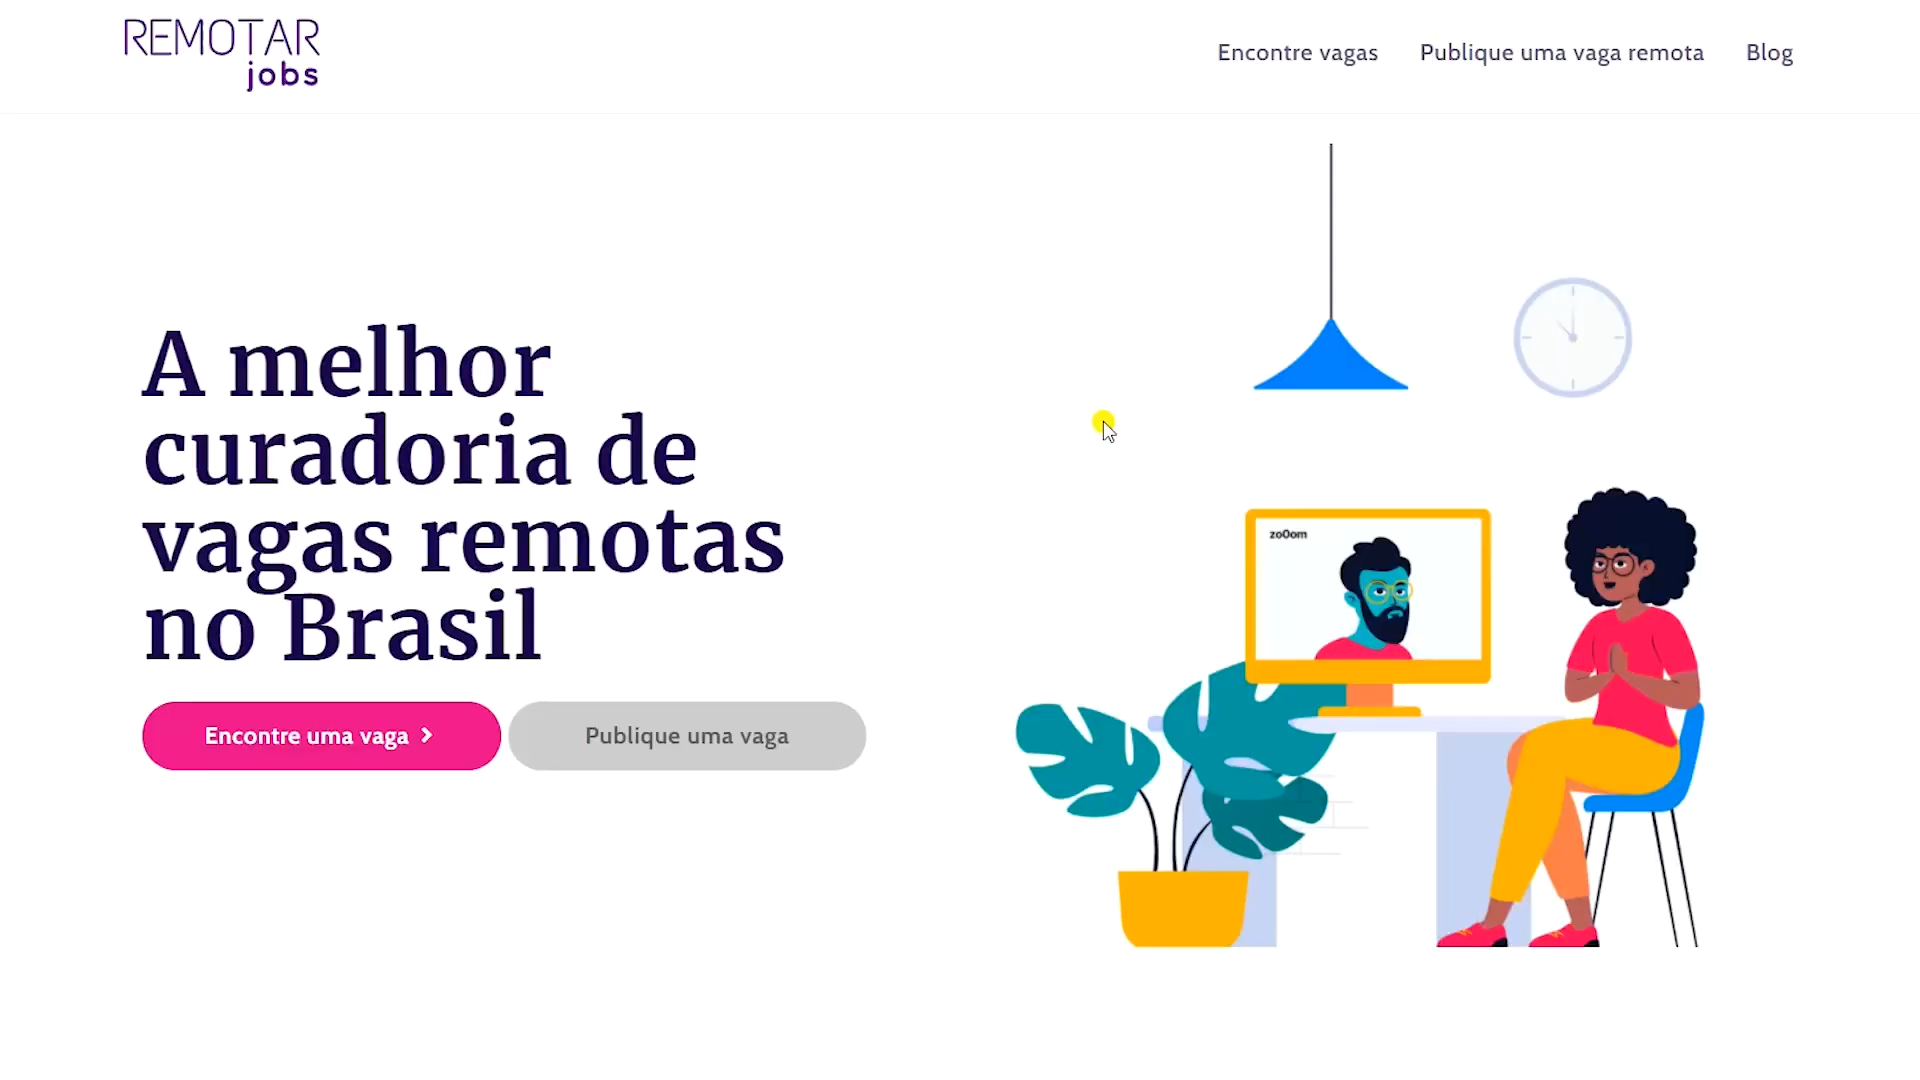 REMOTAR
jobs
Encontre vagas
Publique uma vaga remota
Blog
A melhor
curadoria de
vagas remotas
no Brasil
Encontre uma vaga
Publique uma vaga
zoOom